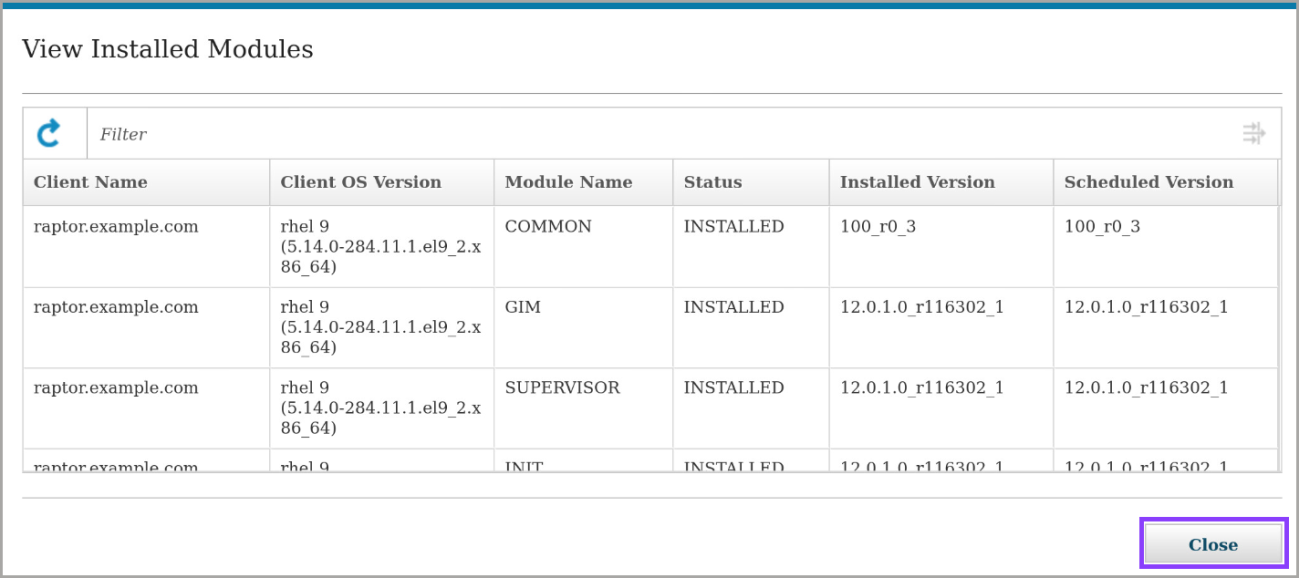 View Installed Modules
Filter
Client Name Client OS Version Module Name Status Installed Version Scheduled Version
raptor.example.com rhel 9 COMMON INSTALLED 100_r0_3 100_r0_3
(5.14.0-284.11.1.el9_2.x
86_64)
raptor.example.com rhel 9 GIM INSTALLED 12.0.1.0_r116302_1 12.0.1.0_r116302_1
(5.14.0-284.11.1.el9_2.x
86_64)
raptor.example.com rhel 9 SUPERVISOR INSTALLED 12.0.1.0_r116302_1 12.0.1.0_r116302_1
(5.14.0-284.11.1.el9_2.x
86_64)
raptor.example.com rhel 9 INIT INSTALLED 12.0.1.0_r116302_1 12.0.1.0_r116302_1
Close